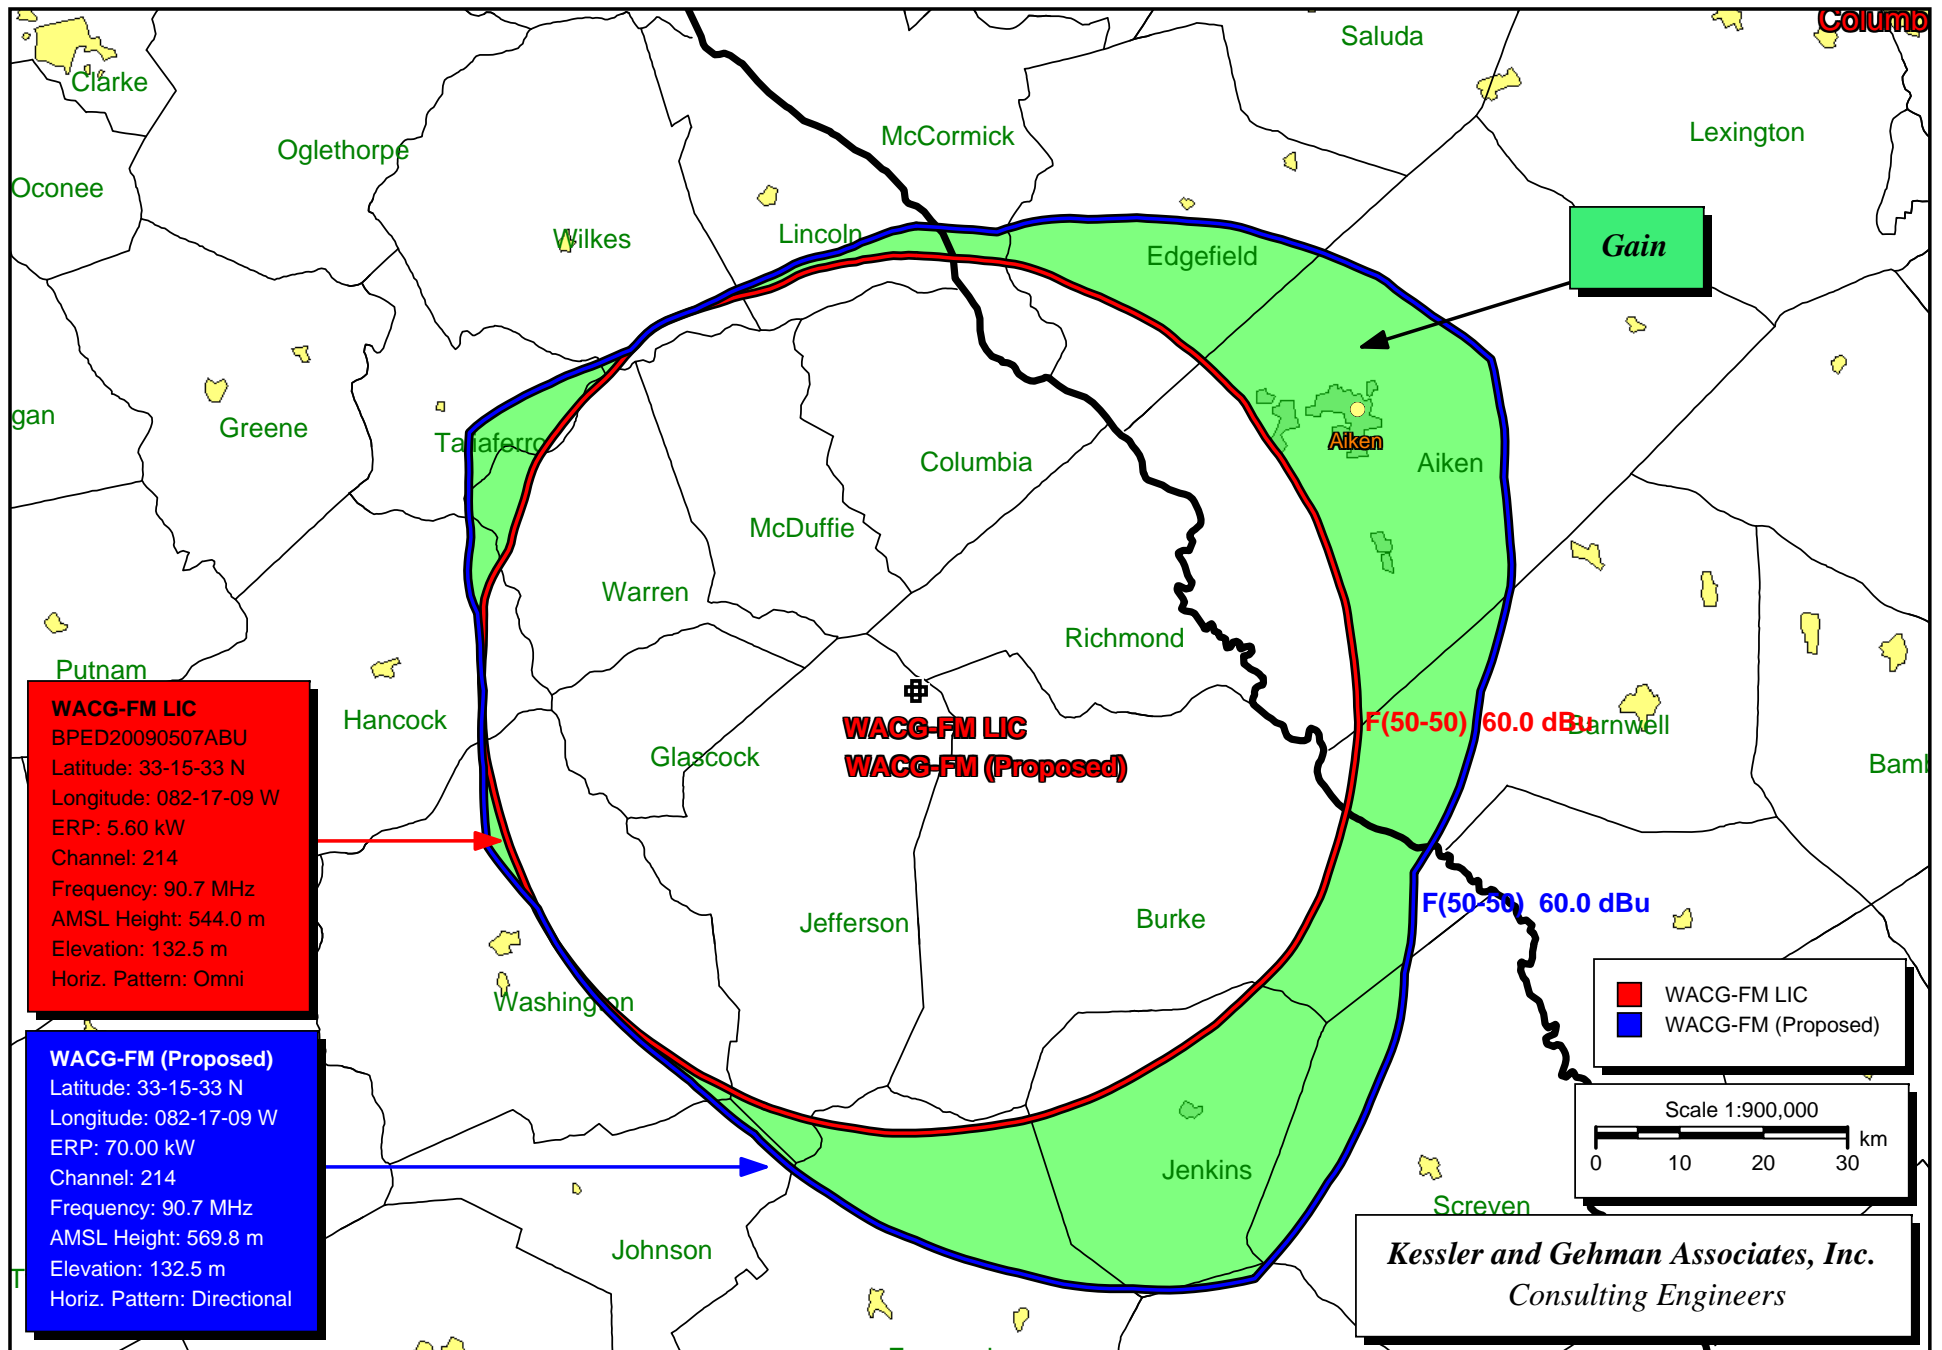 Columb
Saluda
Clarke
Lexington
McCormick
Oglethorpe
Oconee
Lincoln
Wilkes
Edgefield
Gain
gan
Greene
Taliaferro
Aiken
Aiken
Columbia
McDuffie
Warren
Richmond
Putnam
Hancock
Glascock
WACG-FM LIC
WACG-FM (Proposed)
F(50-50) 60.0 dBu
Barnwell
Bamb
WACG-FM LIC
BPED20090507ABU
Latitude: 33-15-33 N
Longitude: 082-17-09 W
ERP: 5.60 kW
Channel: 214
Frequency: 90.7 MHz
AMSL Height: 544.0 m
Elevation: 132.5 m
Horiz. Pattern: Omni
F(50-50) 60.0 dBu
Jefferson
Burke
Washington
WACG-FM LIC
WACG-FM (Proposed)
WACG-FM (Proposed)
Latitude: 33-15-33 N
Longitude: 082-17-09 W
ERP: 70.00 kW
Channel: 214
Frequency: 90.7 MHz
AMSL Height: 569.8 m
Elevation: 132.5 m
Horiz. Pattern: Directional
Scale 1:900,000
km
0 10 20 30
Jenkins
Screven
Johnson
T
Kessler and Gehman Associates, Inc.
Consulting Engineers